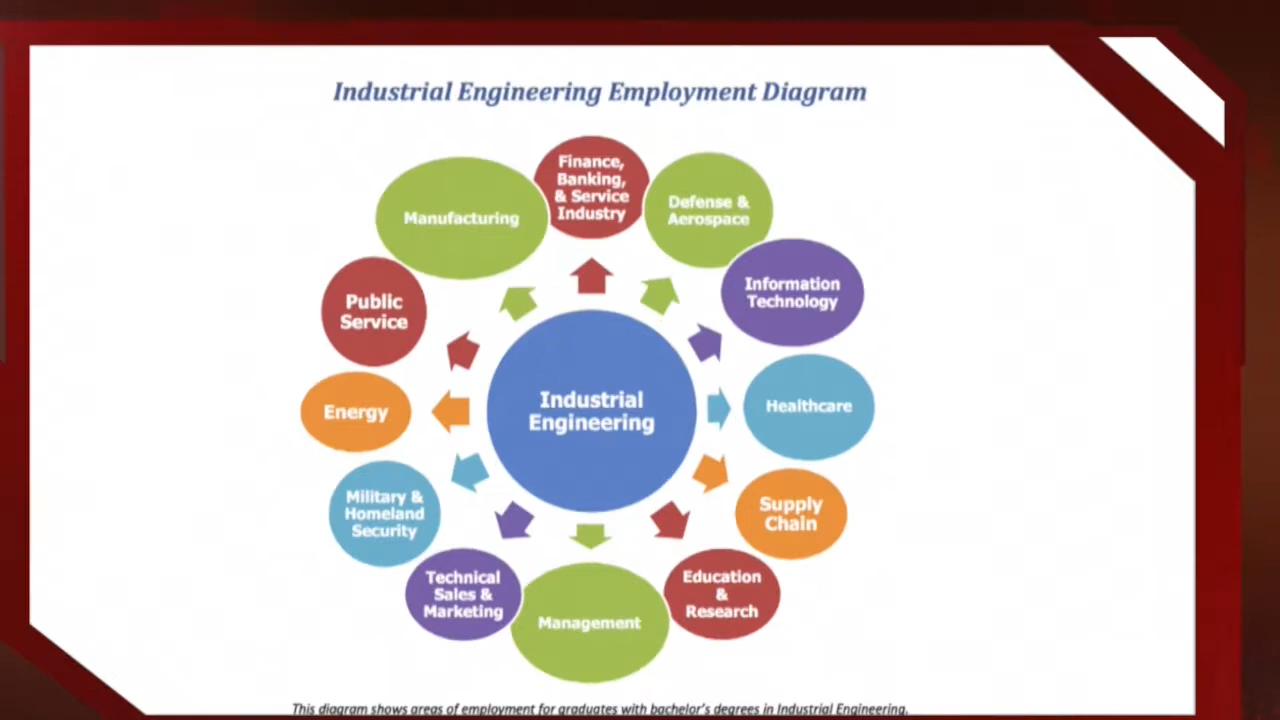 Industrial Engineering Employment Diagram
Finance,
Banking,
& Service
Industry
Defense &
Aerospace
Information
Technology
Healthcare
Supply
Chain
Education
&
Research
Management
Technical
Sales &
Marketing
Military &
Homeland
Security
Energy
Public
Service
Manufacturing
Industrial
Engineering
This diagram shows areas of employment for graduates with bachelor's degrees in Industrial Engineering.